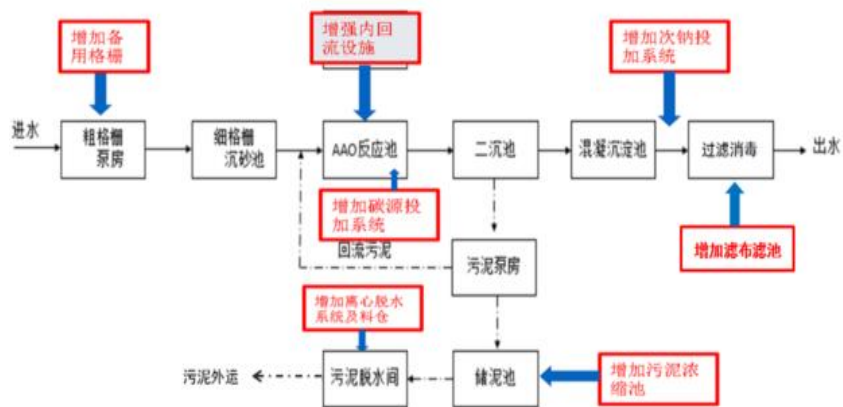 增加备
用格栅
增强内回
流设施
增加次钠投
加系统
进水
粗格栅
泵房
细格栅
沉砂池
AAO反应池
二沉池
混凝沉淀池
过滤消毒
出水
增加碳源投
加系统
回流污泥
污泥泵房
增加滤布滤池
增加离心脱水
系统及料仓
污泥外运
污泥脱水间
储泥池
增加污泥浓
缩池